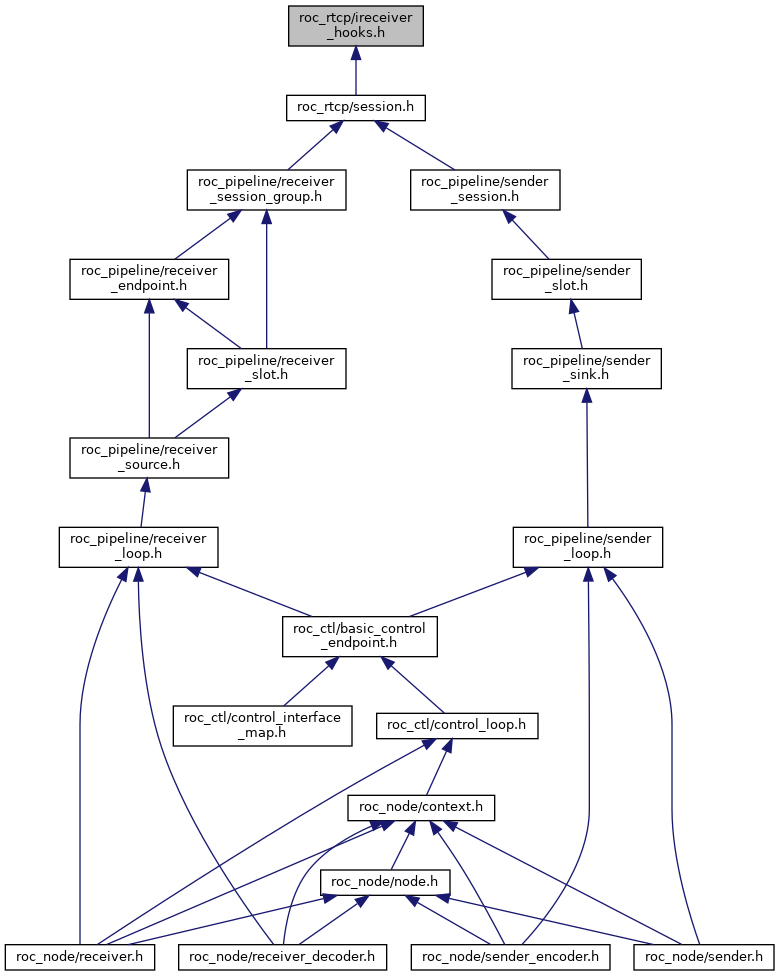 roc_rtcp/ireceiver
_hooks.h
roc_rtcp/session.h
roc_pipeline/receiver
_session_group.h
roc_pipeline/sender
_session.h
roc_pipeline/receiver
_endpoint.h
roc_pipeline/sender
_slot.h
roc_pipeline/receiver
_slot.h
roc_pipeline/sender
_sink.h
roc_pipeline/receiver
_source.h
roc_pipeline/receiver
_loop.h
roc_pipeline/sender
_loop.h
roc_ctl/basic_control
_endpoint.h
roc_ctl/control_interface
_map.h
roc_ctl/control_loop.h
roc_node/context.h
roc_node/node.h
roc_node/receiver.h
roc_node/receiver_decoder.h
roc_node/sender_encoder.h
roc_node/sender.h